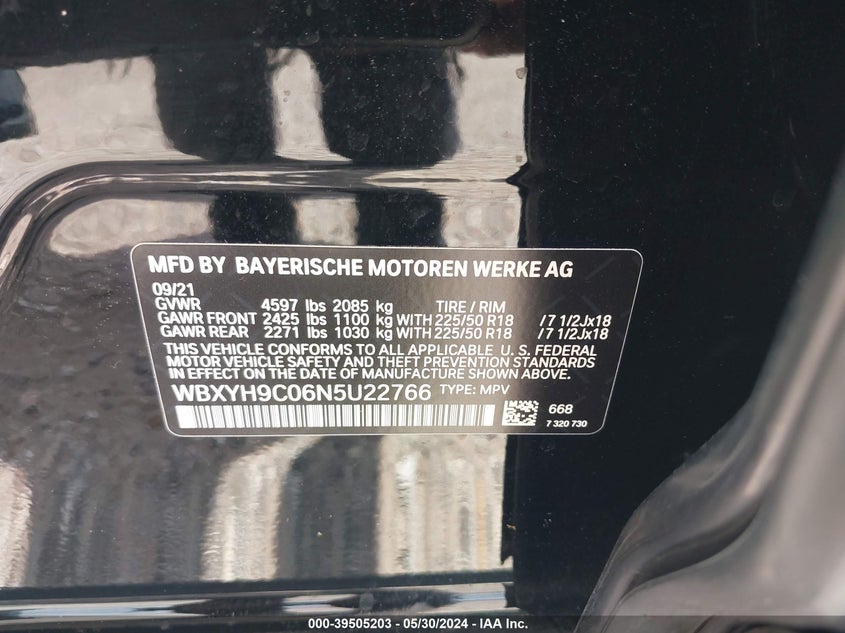 MFD BY BAYERISCHE MOTOREN WERKE AG
09/21
GVWR 4597 lbs 2085 kg TIRE / RIM
GAWR FRONT 2425 lbs 1100 kg WITH 225/50 R18 / 7 1/2Jx18
GAWR REAR 2271 lbs 1030 kg WITH 225/50 R18 / 7 1/2Jx18
THIS VEHICLE CONFORMS TO ALL APPLICABLE U. S. FEDERAL
MOTOR VEHICLE SAFETY AND THEFT PREVENTION STANDARDS
IN EFFECT ON THE DATE OF MANUFACTURE SHOWN ABOVE.
WBXYH9C06N5U22766 TYPE: MPV
668
7 320 730
000-39505203 - 05/30/2024 - IAA Inc.